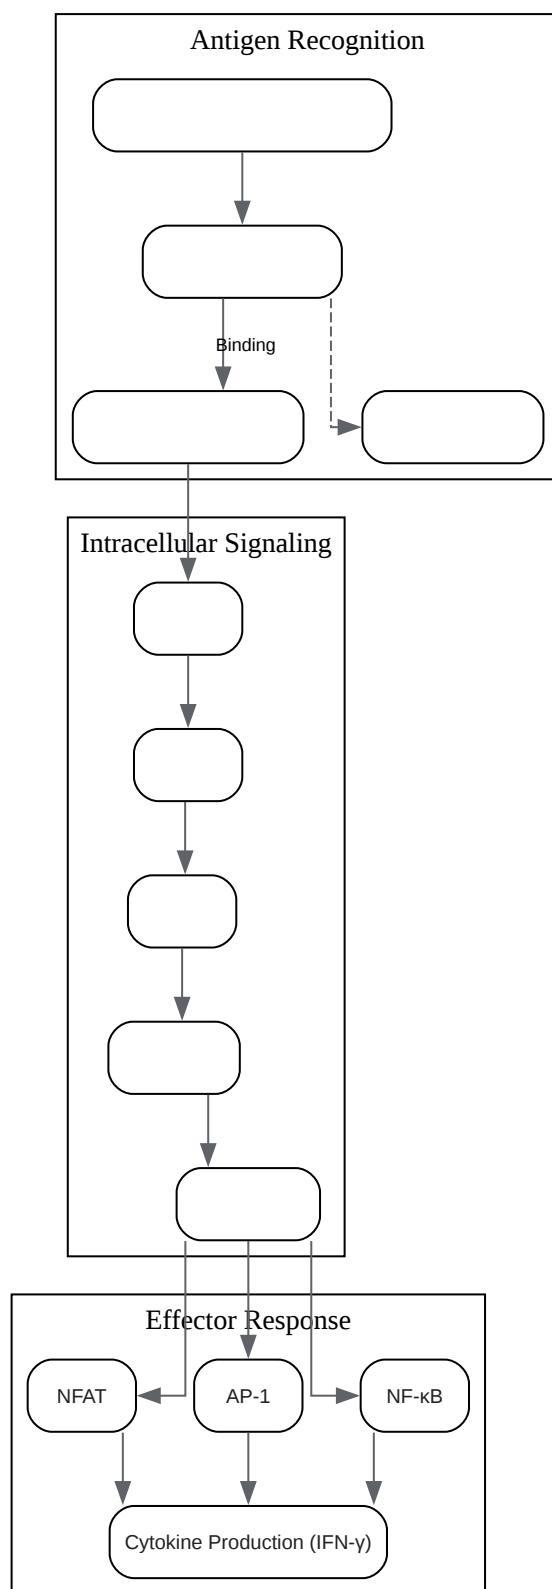 Antigen Recognition
Binding
Intracellular Signaling
Effector Response
NFAT
AP-1
NF-κB
Cytokine Production (IFN-γ)